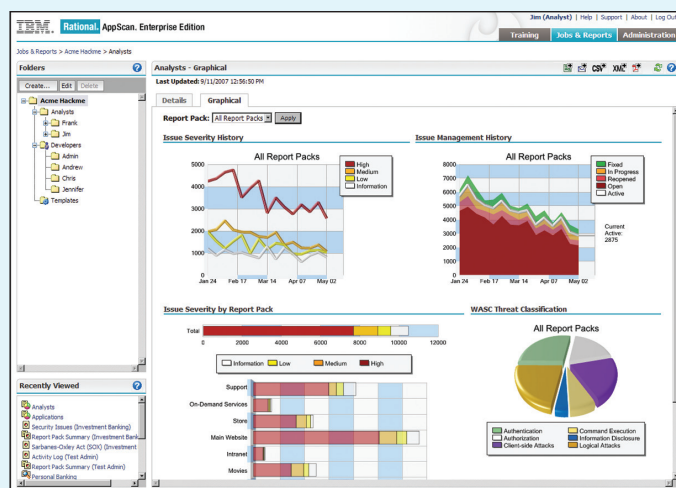 IBM. Rational. AppScan. Enterprise Edition
Jim (Analyst) | Help | Support | About | Log Out
Training Jobs & Reports Administration
Jobs & Reports > Acme Hackme > Analysts
Folders
Create... Edit Delete
Acme Hackme
Analysts
Frank
Jim
Developers
Admin
Andrew
Chris
Jennifer
Templates
Recently Viewed
Analysts
Applications
Security Issues (Investment Banking)
Report Pack Summary (Investment Bank
Sarbanes-Oxley Act (SOX) (Investment
Activity Log (Test Admin)
Report Pack Summary (Test Admin)
Personal Banking
Analysts - Graphical
CSV XML
Last Updated: 9/11/2007 12:56:50 PM
Details Graphical
Report Pack: All Report Packs Apply
Issue Severity History
All Report Packs
5000
4000
3000
2000
1000
0
Jan 24 Feb 17 Mar 14 Apr 07 May 02
High
Medium
Low
Information
Issue Management History
All Report Packs
8000
7000
6000
5000
4000
3000
2000
1000
0
Jan 24 Feb 17 Mar 14 Apr 07 May 02
Fixed
In Progress
Reopened
Open
Active
Current
Active:
2875
Issue Severity by Report Pack
Total
0 2000 4000 6000 8000 10000 12000
Information Low Medium High
Support
On-Demand Services
Store
Main Website
Intranet
Movies
WASC Threat Classification
All Report Packs
Authentication Command Execution
Authorization Information Disclosure
Client-side Attacks Logical Attacks